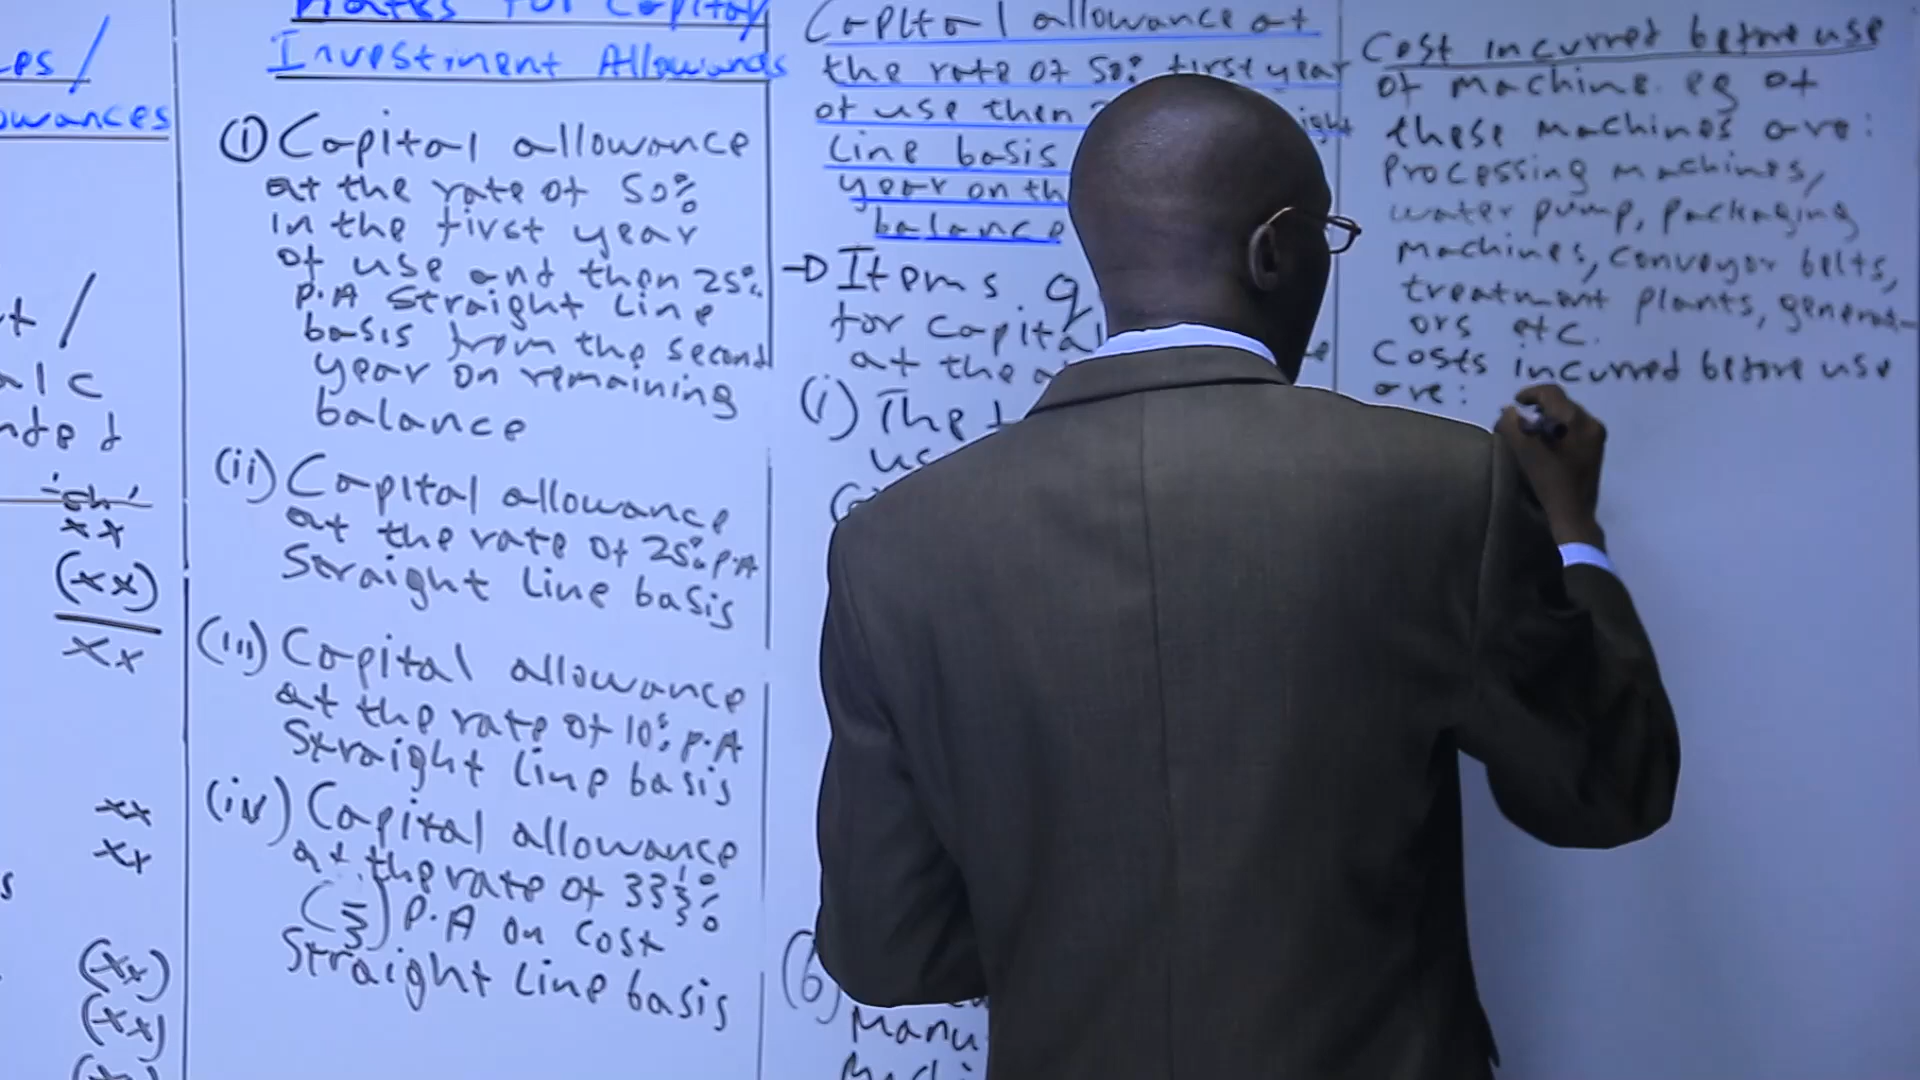 es/
owances
t/
alc
nted
xx
(xx)
xx
xx
xx
s
(xx)
(xx)
Rates for Capital
Investment Allowances
(i) Capital allowance
at the rate of 50%
in the first year
of use and then 25%
P.A Straight Line
basis from the second
year on remaining
balance
(ii) Capital allowance
at the rate of 25% P.A
Straight Line basis
(iii) Capital allowance
at the rate of 10% P.A
Straight Line basis
(iv) Capital allowance
at the rate of 33⅓%
P.A on cost
Straight Line basis
Capital allowance at
the rate of 50% first year
of use then
Line basis
year on th
balance
Items
for Capital
at the
(i) The
us
(b)
Manu
Cost incurred before use
of machine. eg of
these machines are:
Processing machines,
water pump, packaging
machines, conveyor belts,
treatment plants, generat-
ors etc.
Costs incurred before use
are: